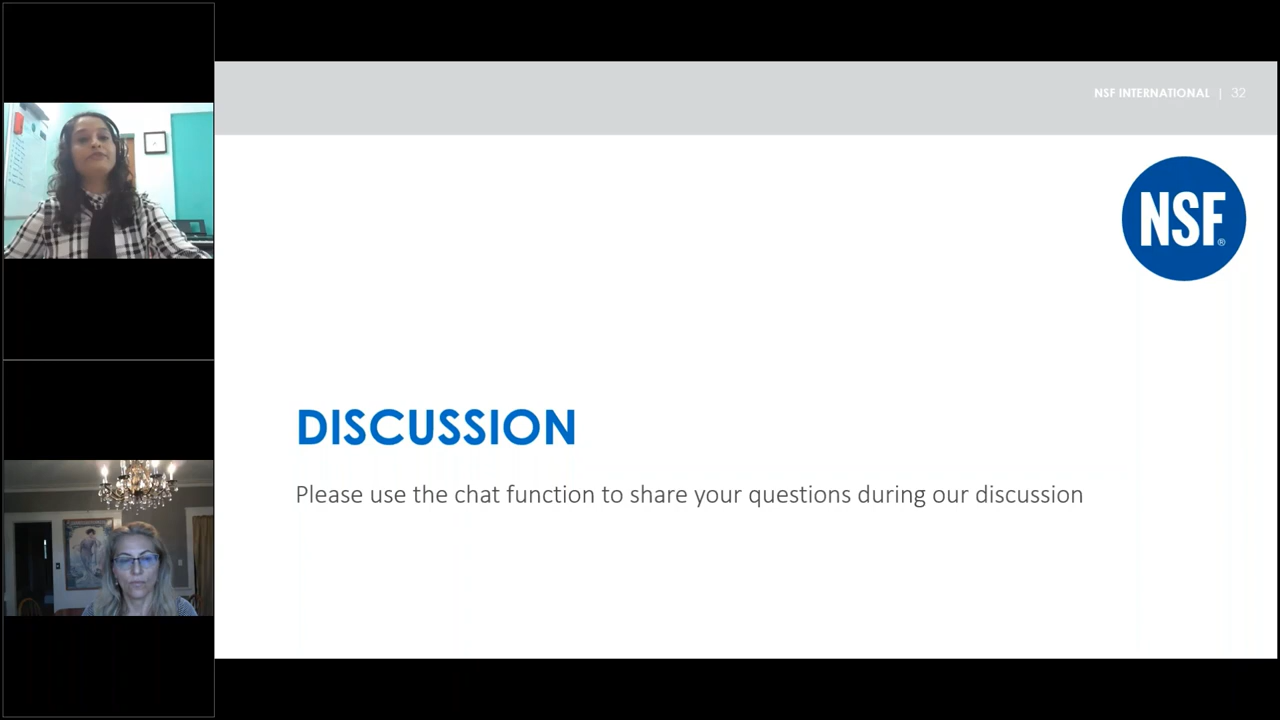 NSF INTERNATIONAL | 32
NSF®
DISCUSSION
Please use the chat function to share your questions during our discussion